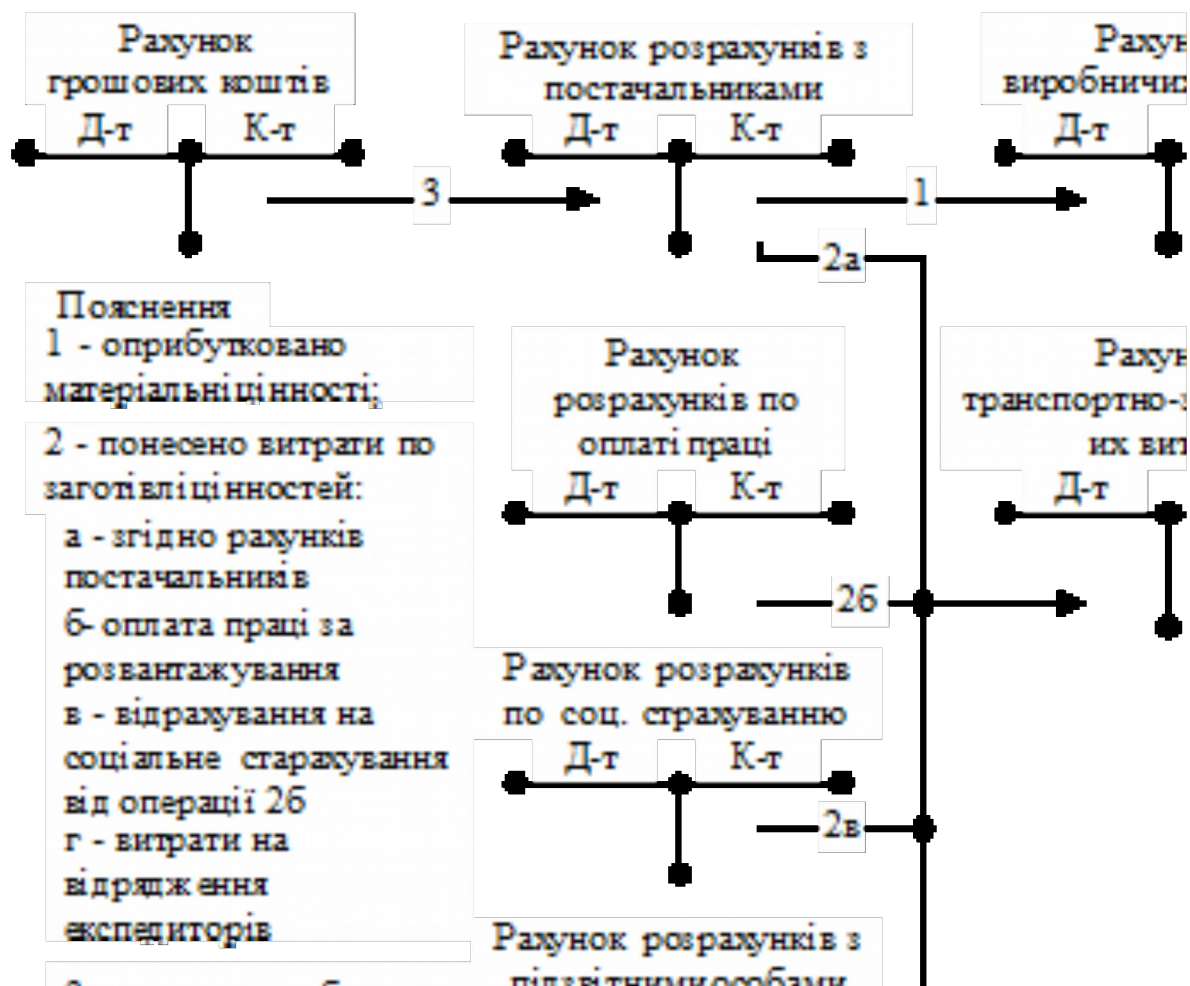 Рахунок
грошових коштів
Д-т К-т
Рахунок розрахунків з
постачальниками
Д-т К-т
Д-т
3
1
2а
Пояснення
1 - оприбутковано
матеріальні цінності;
2 - понесено витрати по
заготівлі цінностей:
а - згідно рахунків
постачальників
б- оплата праці за
розвантажування
в - відрахування на
соціальне старахування
від операції 2б
г - витрати на
відрядження
експедиторів
Рахунок
розрахунків по
оплаті праці
Д-т К-т
Д-т
2б
Рахунок розрахунків
по соц. страхуванню
Д-т К-т
2в
Рахунок розрахунків з
підзвітними особами